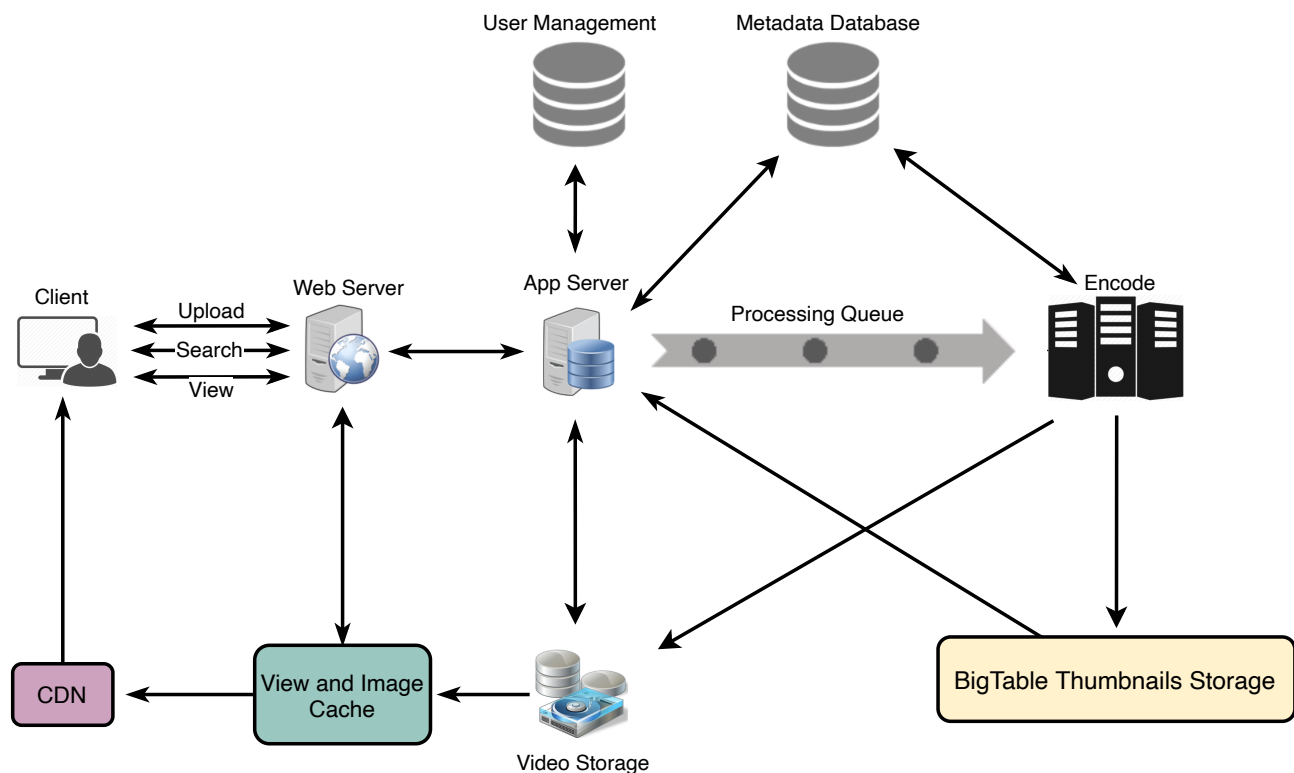 User Management
Metadata Database
App Server
Web Server
Client
Encode
Upload
Processing Queue
Search
View
View and Image
Cache
CDN
BigTable Thumbnails Storage
Video Storage